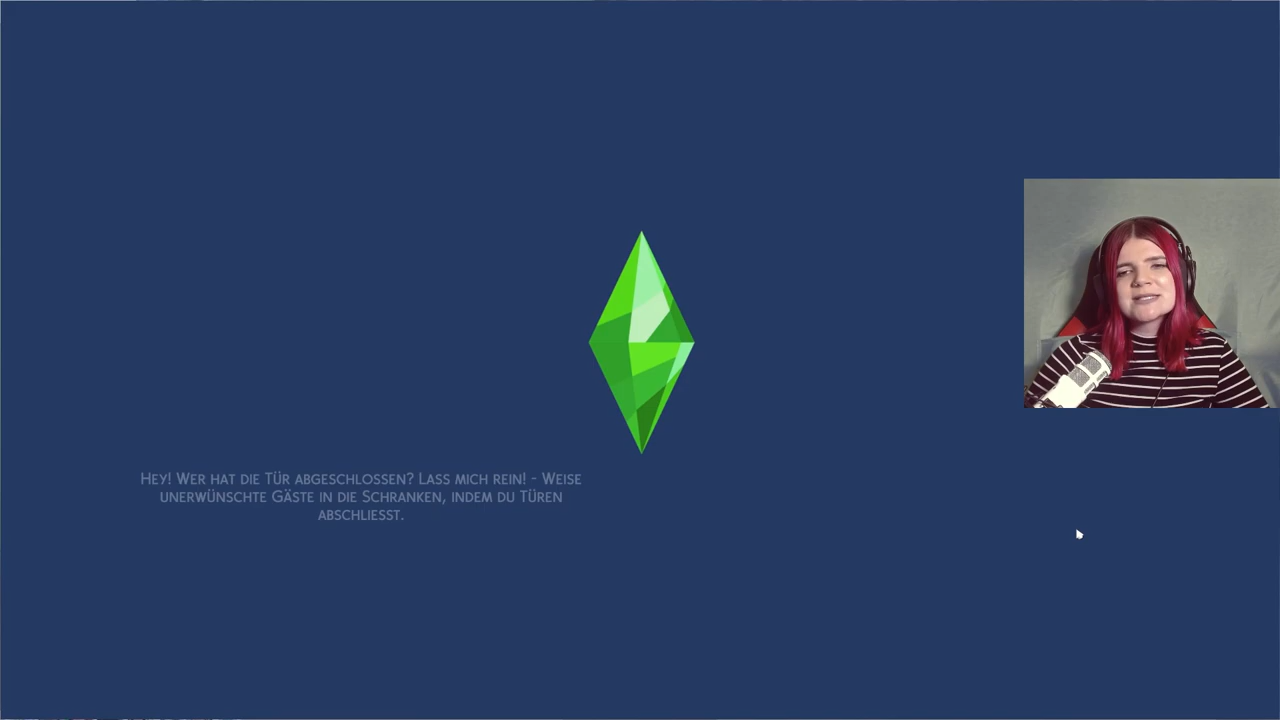 Hey! Wer hat die Tür abgeschlossen? Lass mich rein! - Weise
unerwünschte Gäste in die Schranken, indem du Türen
abschliesst.